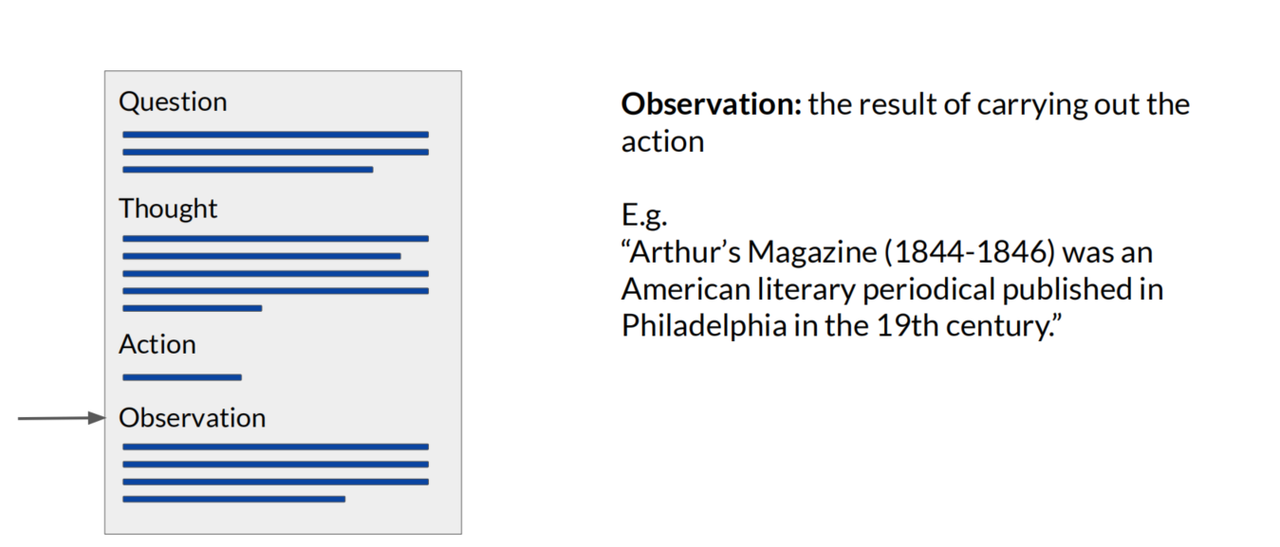 Question
Thought
Action
Observation
Observation: the result of carrying out the
action
E.g.
“Arthur’s Magazine (1844-1846) was an
American literary periodical published in
Philadelphia in the 19th century.”